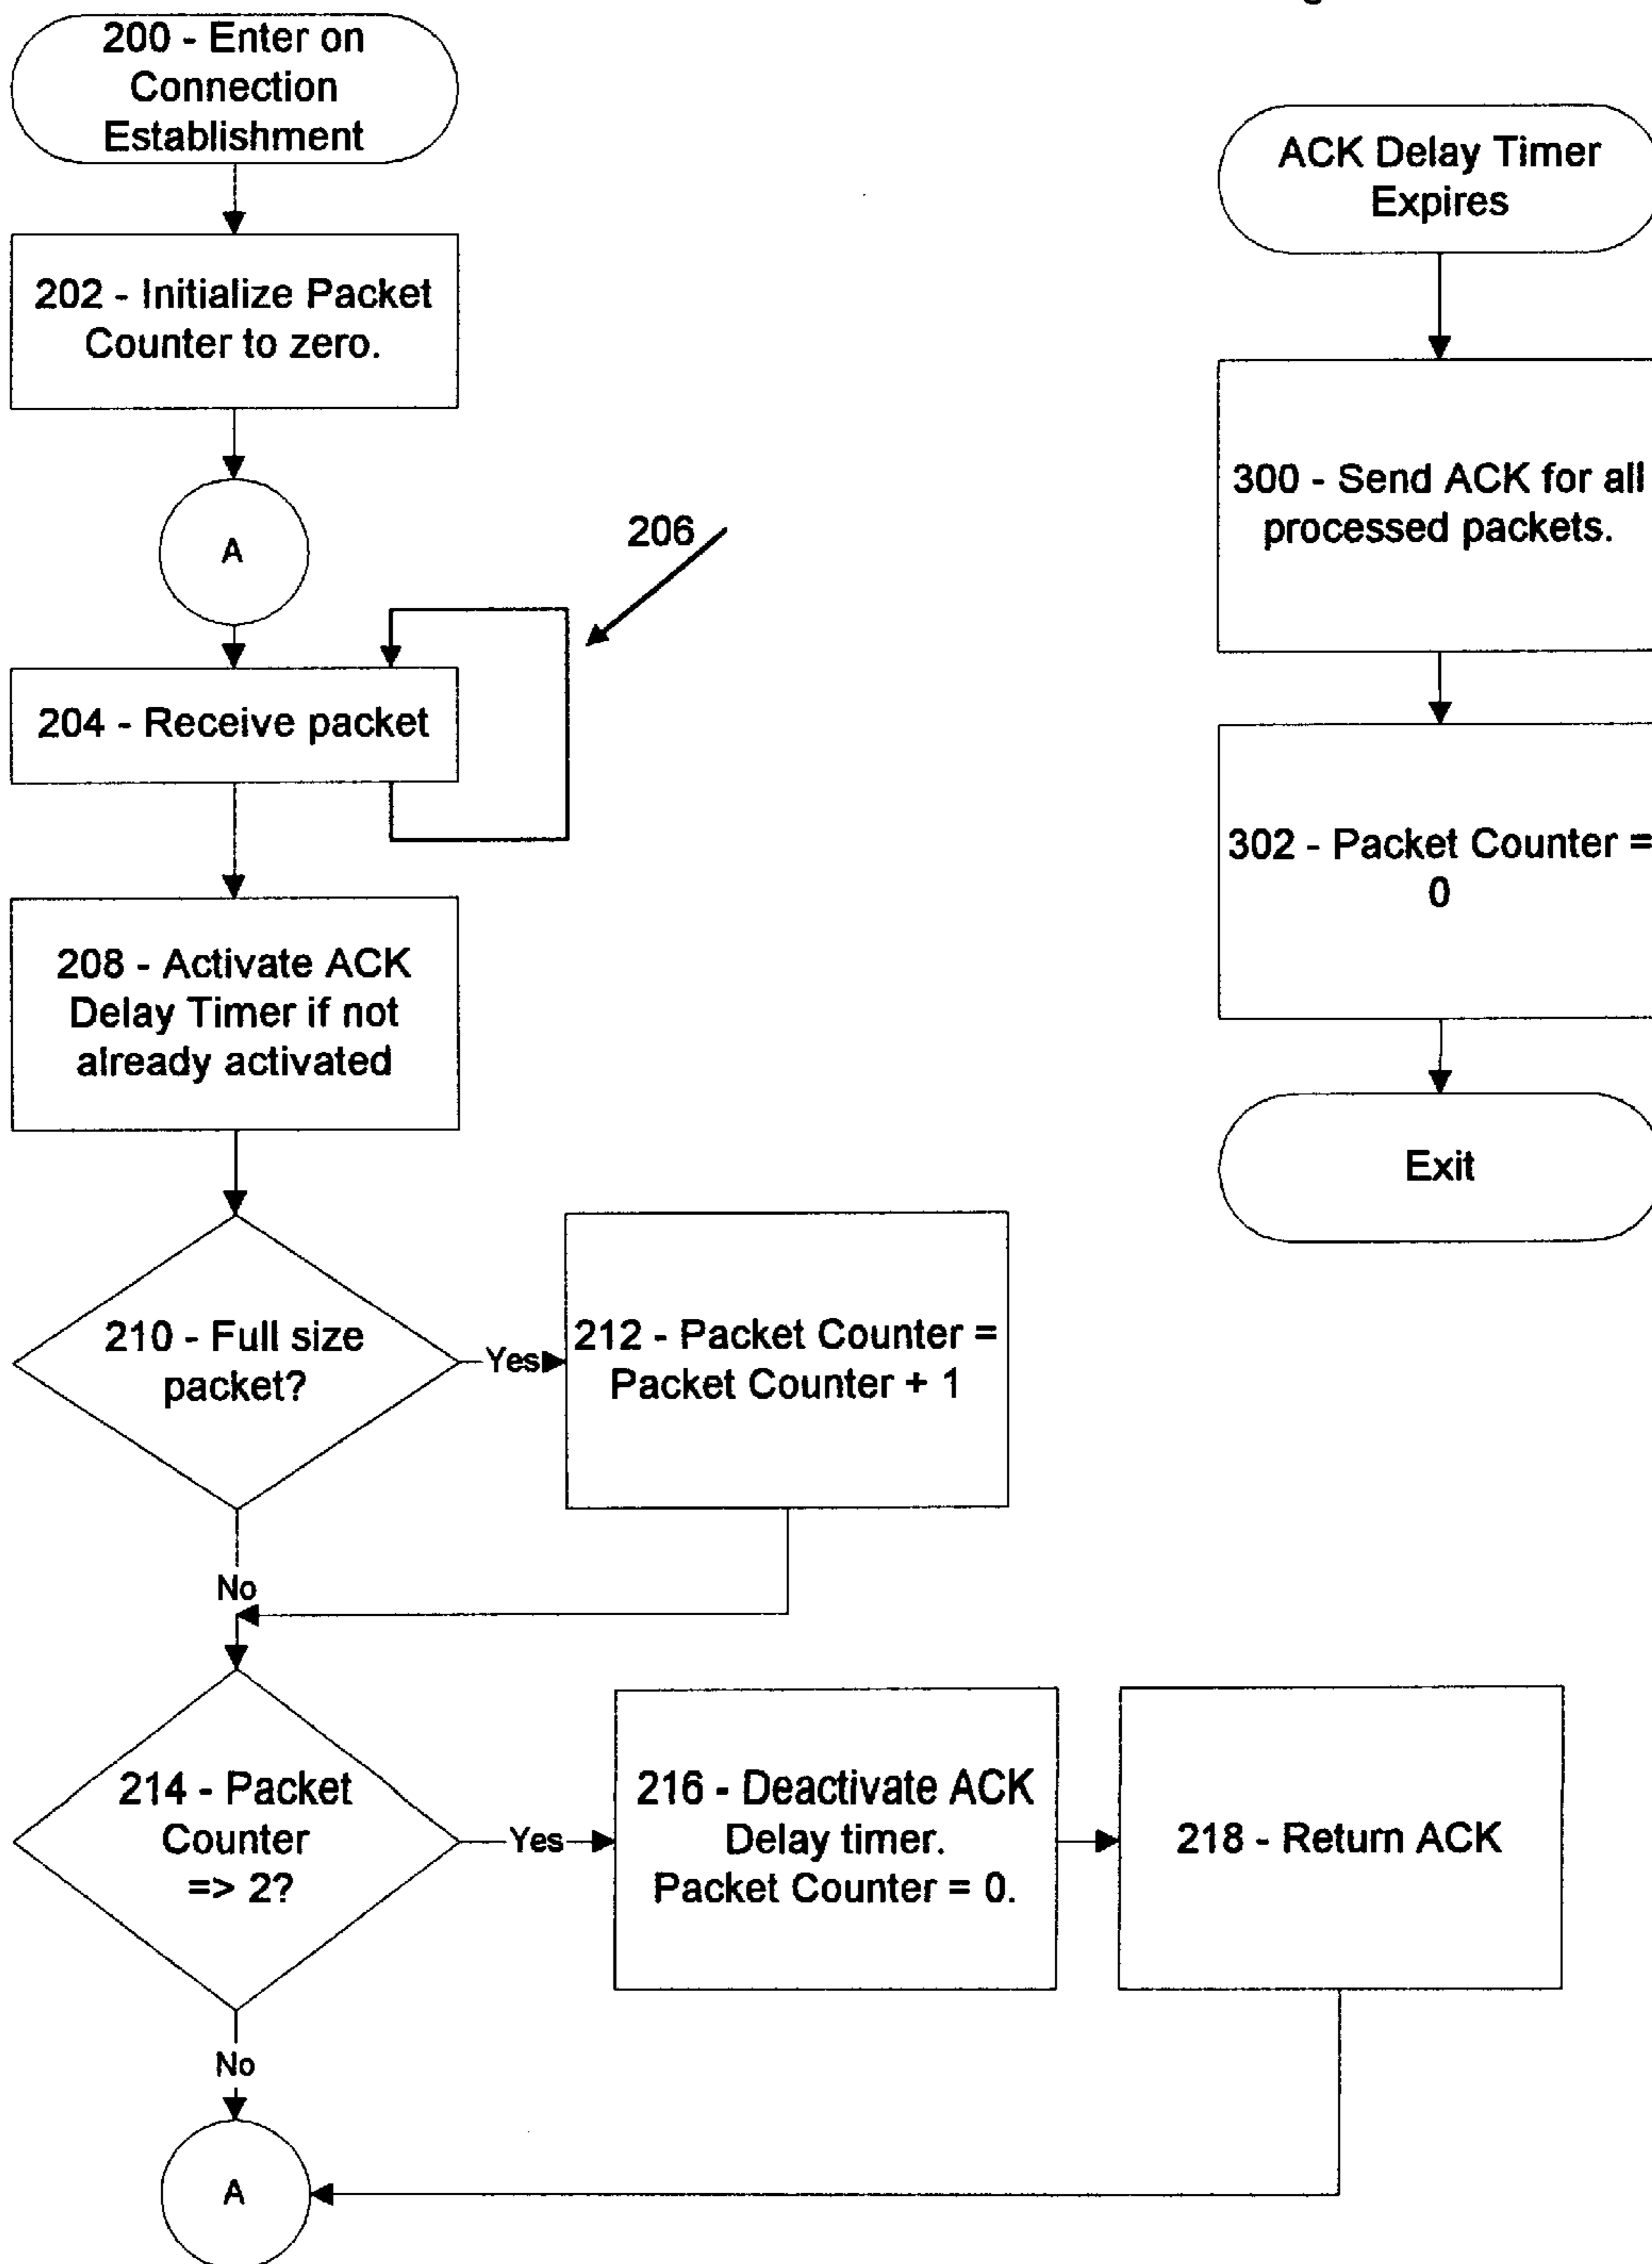 200 - Enter on
Connection
Establishment
202 - Initialize Packet
Counter to zero.
A
206
204 - Receive packet
208 - Activate ACK
Delay Timer if not
already activated
210 - Full size
packet?
Yes
212 - Packet Counter =
Packet Counter + 1
No
214 - Packet
Counter
=> 2?
Yes
216 - Deactivate ACK
Delay timer.
Packet Counter = 0.
218 - Return ACK
No
A
ACK Delay Timer
Expires
300 - Send ACK for all
processed packets.
302 - Packet Counter =
0
Exit